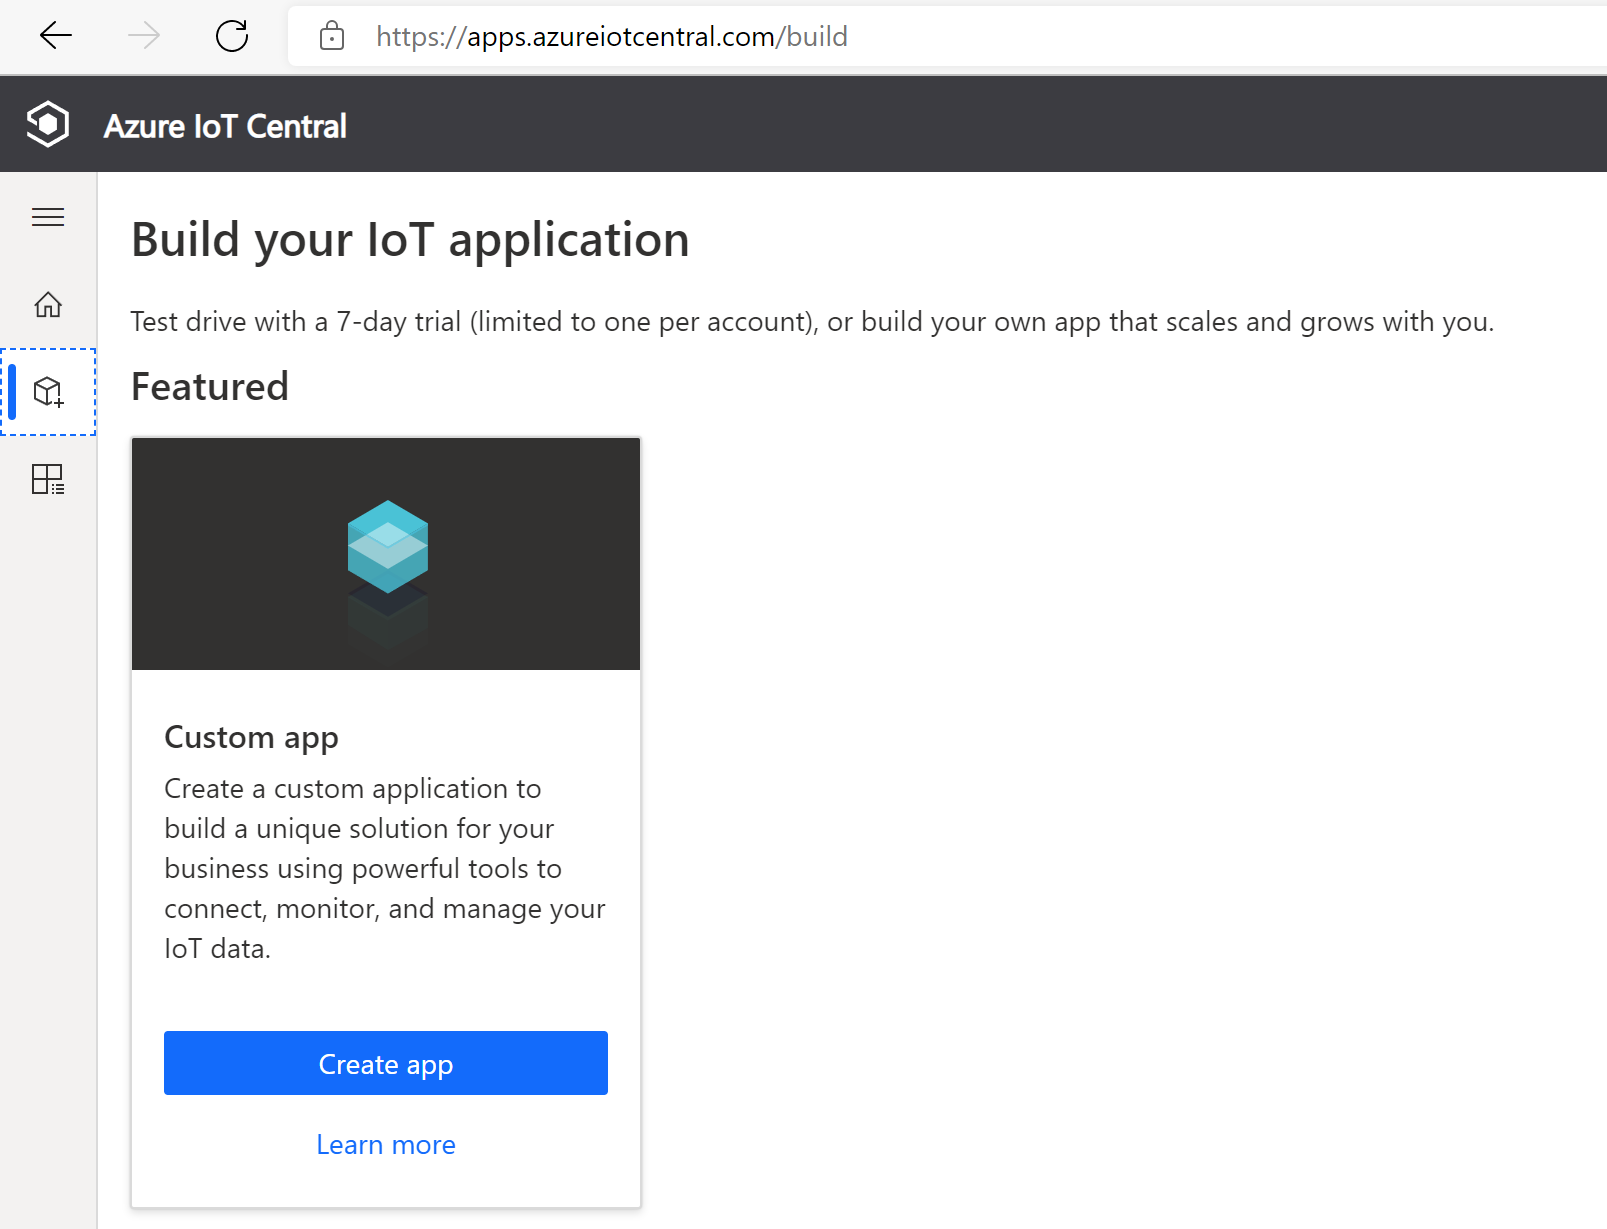 https://apps.azureiotcentral.com/build
Azure IoT Central
Build your IoT application
Test drive with a 7-day trial (limited to one per account), or build your own app that scales and grows with you.
Featured
Custom app
Create a custom application to
build a unique solution for your
business using powerful tools to
connect, monitor, and manage your
IoT data.
Create app
Learn more